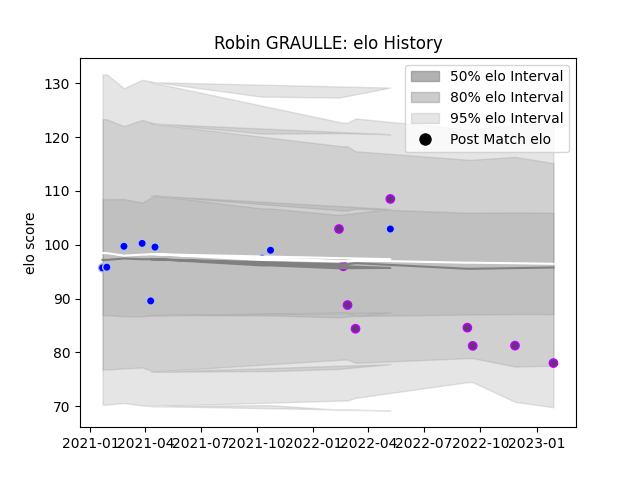 Robin GRAULLE: elo History
130
120
110
100
90
80
70
elo score
50% elo Interval
80% elo Interval
95% elo Interval
Post Match elo
2021-01 2021-04 2021-07 2021-10 2022-01 2022-04 2022-07 2022-10 2023-01